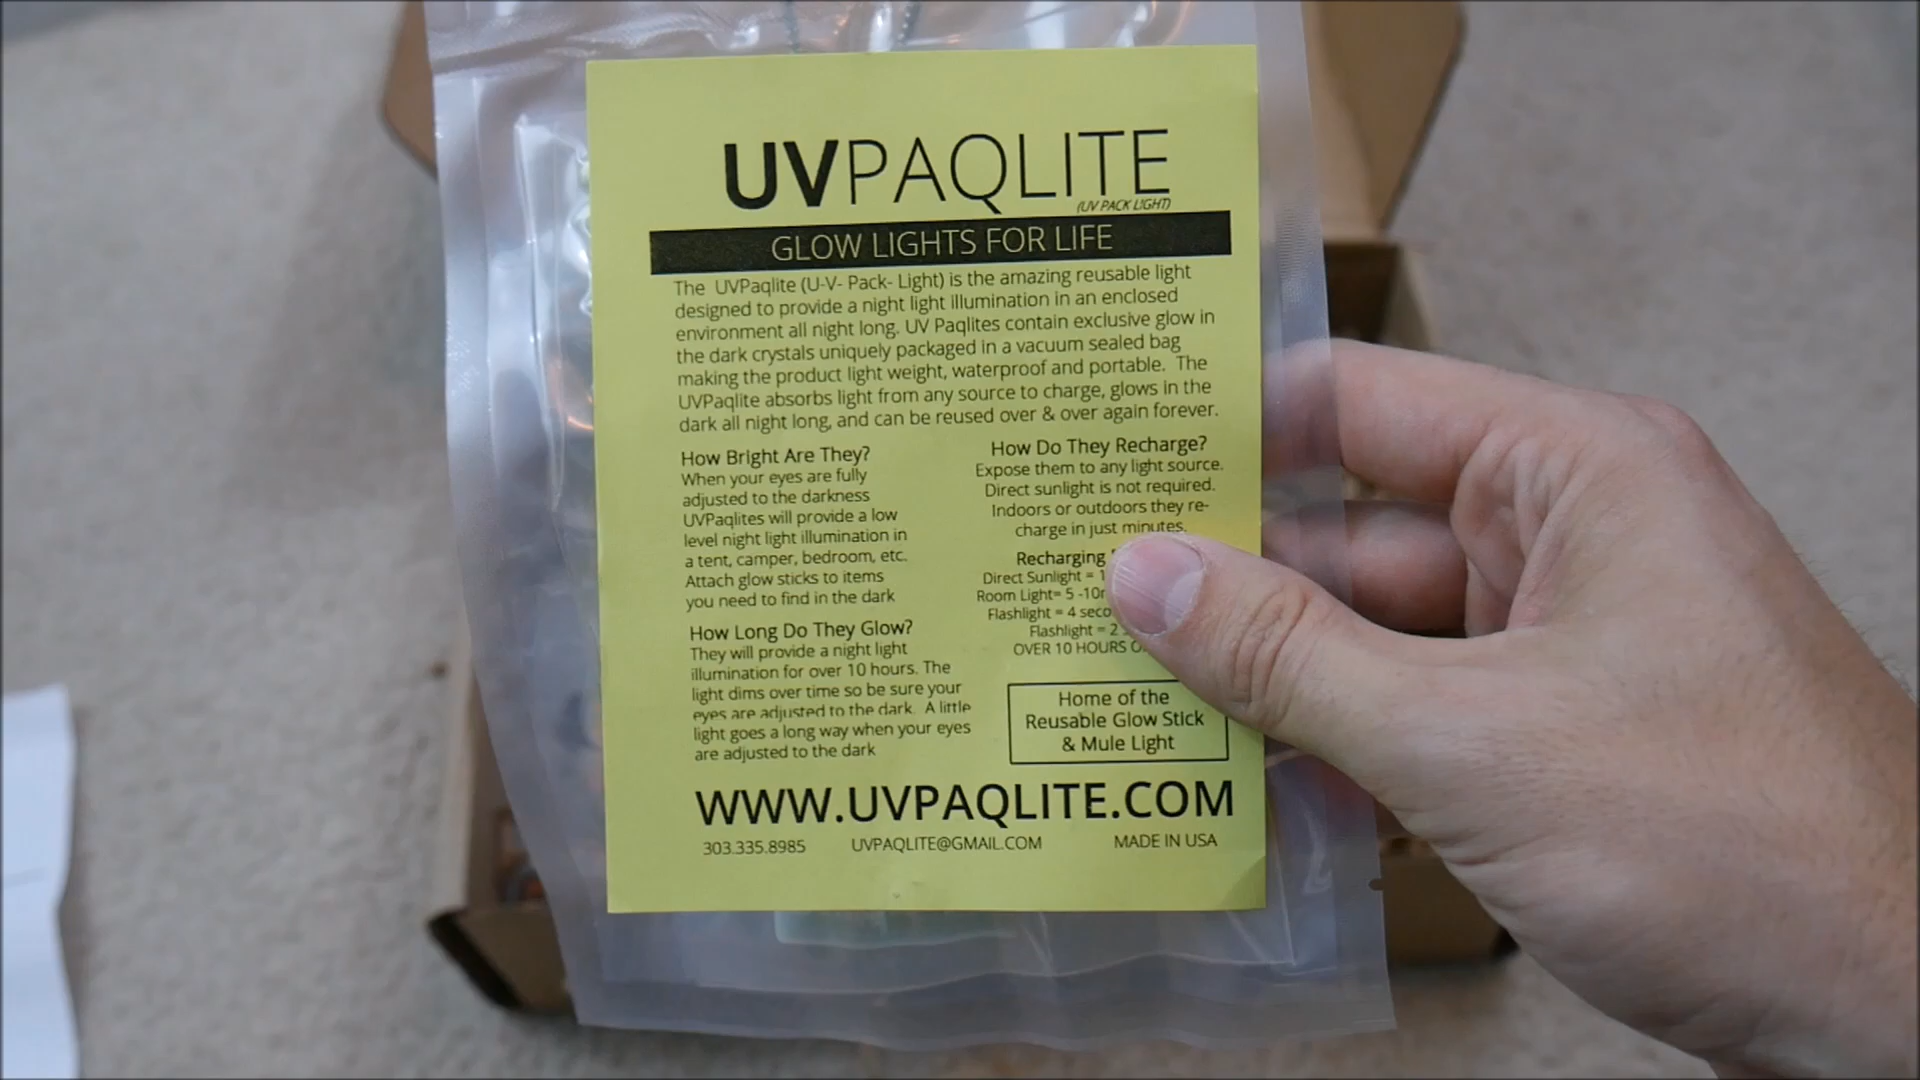 UVPAQLITE
(UV PACK LIGHT)
GLOW LIGHTS FOR LIFE
The UVPaqlite (U-V- Pack- Light) is the amazing reusable light
designed to provide a night light illumination in an enclosed
environment all night long. UV Paqlites contain exclusive glow in
the dark crystals uniquely packaged in a vacuum sealed bag
making the product light weight, waterproof and portable. The
UVPaqlite absorbs light from any source to charge, glows in the
dark all night long, and can be reused over & over again forever.
How Bright Are They?
When your eyes are fully
adjusted to the darkness
UVPaqlites will provide a low
level night light illumination in
a tent, camper, bedroom, etc.
Attach glow sticks to items
you need to find in the dark
How Long Do They Glow?
They will provide a night light
illumination for over 10 hours. The
light dims over time so be sure your
eyes are adjusted to the dark. A little
light goes a long way when your eyes
are adjusted to the dark
How Do They Recharge?
Expose them to any light source.
Direct sunlight is not required.
Indoors or outdoors they re-
charge in just minutes.
Recharging
Direct Sunlight =
Room Light= 5
Flashlight = 4
Flashlight = 2
OVER 10 HOURS
Home of the
Reusable Glow Stick
& Mule Light
WWW.UVPAQLITE.COM
303.335.8985 UVPAQLITE@GMAIL.COM MADE IN USA